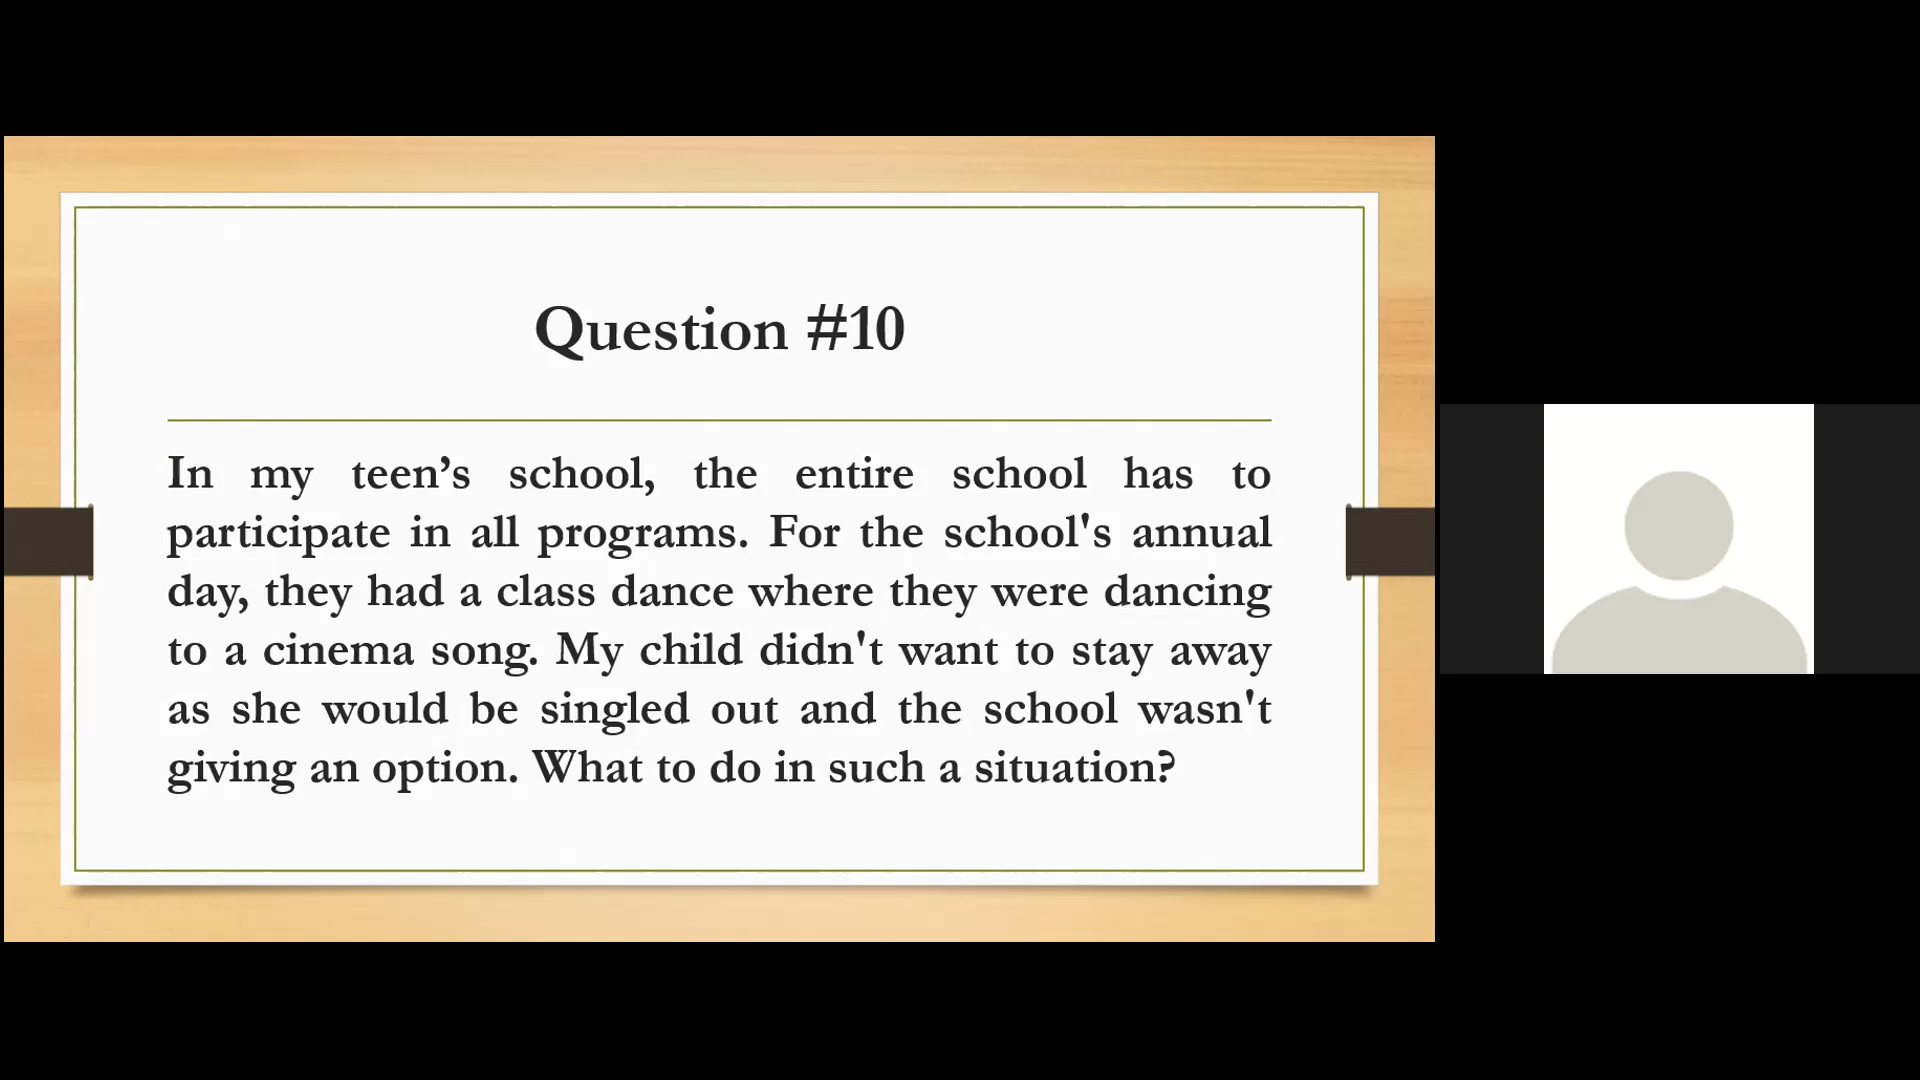 Question #10
In my teen’s school, the entire school has to
participate in all programs. For the school's annual
day, they had a class dance where they were dancing
to a cinema song. My child didn't want to stay away
as she would be singled out and the school wasn't
giving an option. What to do in such a situation?